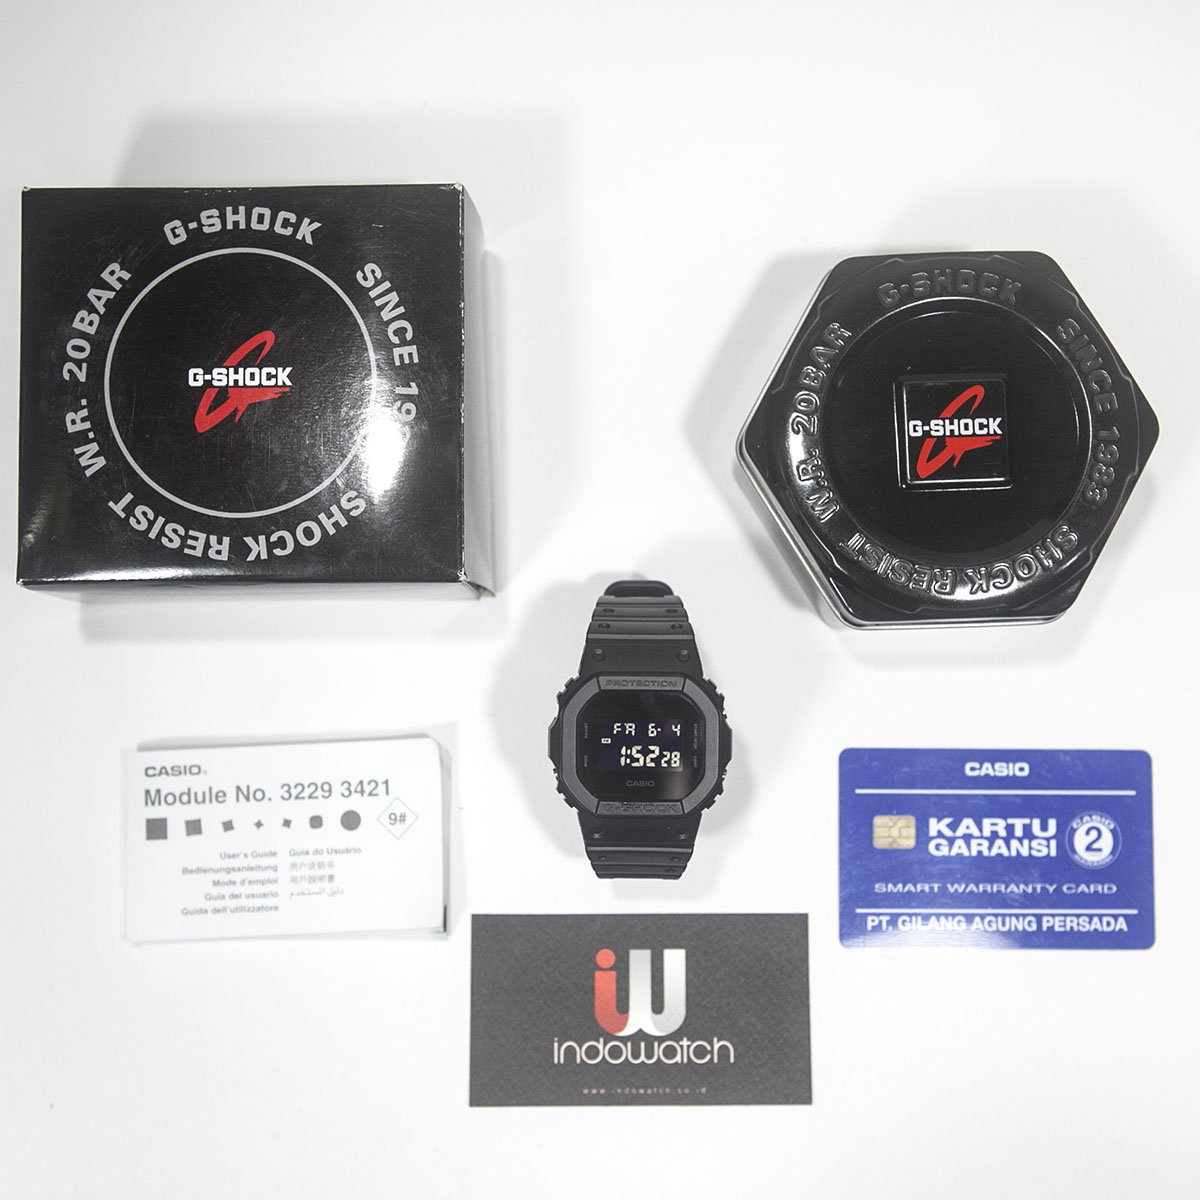 G-SHOCK
SINCE 19
SHOCK RESIST
W.R. 20BAR
G-SHOCK
G-SHOCK
SINCE 1983
SHOCK RESIST
W.R. 20BAR
G-SHOCK
PROTECTION
FR 6- 4
PM
1:52 28
CASIO
G-SHOCK
CASIO
Module No. 3229 3421
9#
User's Guide
Bedienungsanleitung
Mode d'emploi
Guía del usuario
Guida dell'utilizzatore
Guia do Usuário
用户说明书
用戶說明書
دليل المستخدم
CASIO
KARTU
GARANSI
CASIO
2
GARANSI
SMART WARRANTY CARD
PT. GILANG AGUNG PERSADA
iW
indowatch
www.indowatch.co.id